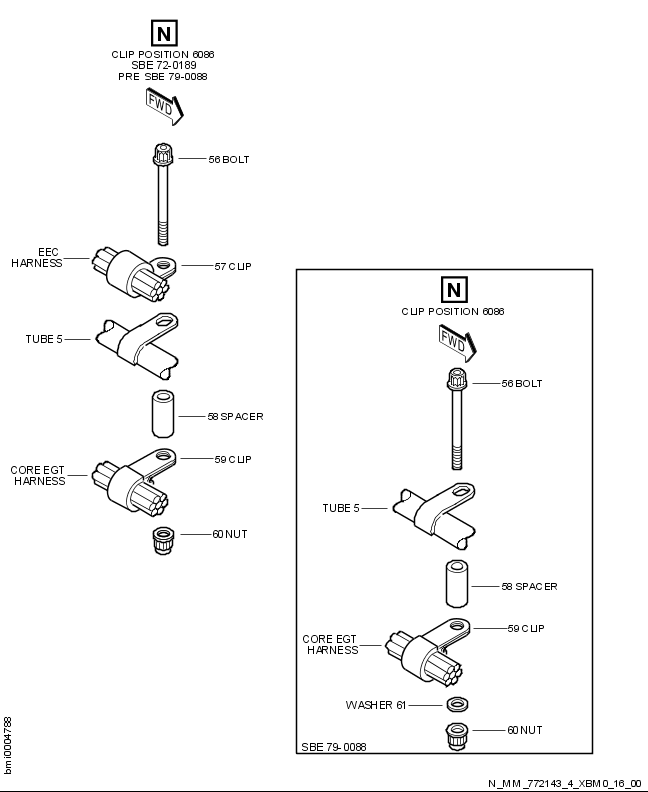 N
CLIP POSITION 6086
SBE 72-0189
PRE SBE 79-0088
FWD
56 BOLT
EEC
HARNESS
57 CLIP
TUBE 5
58 SPACER
59 CLIP
CORE EGT
HARNESS
60 NUT
N
CLIP POSITION 6086
FWD
56 BOLT
TUBE 5
58 SPACER
59 CLIP
CORE EGT
HARNESS
WASHER 61
60 NUT
SBE 79-0088
bmi0004788
N_MM_772143_4_XBM0_16_00